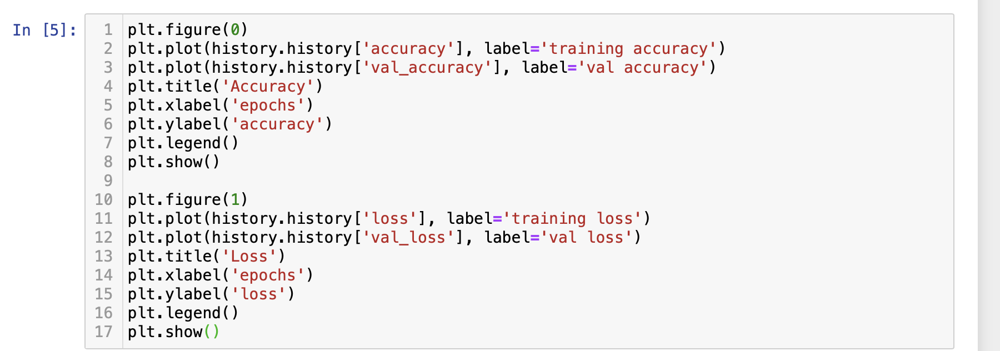 In [5]:
1 plt.figure(0)
2 plt.plot(history.history['accuracy'], label='training accuracy')
3 plt.plot(history.history['val_accuracy'], label='val accuracy')
4 plt.title('Accuracy')
5 plt.xlabel('epochs')
6 plt.ylabel('accuracy')
7 plt.legend()
8 plt.show()
9
10 plt.figure(1)
11 plt.plot(history.history['loss'], label='training loss')
12 plt.plot(history.history['val_loss'], label='val loss')
13 plt.title('Loss')
14 plt.xlabel('epochs')
15 plt.ylabel('loss')
16 plt.legend()
17 plt.show()